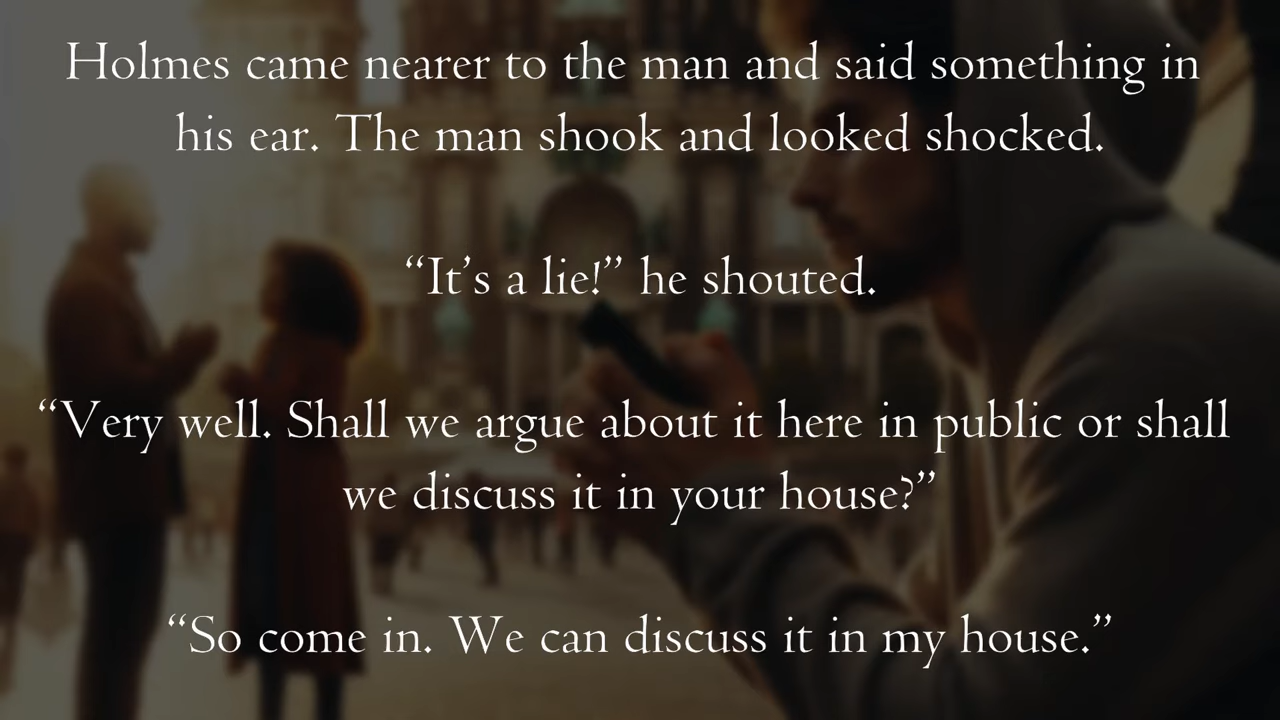 Holmes came nearer to the man and said something in
his ear. The man shook and looked shocked.
“It’s a lie!” he shouted.
“Very well. Shall we argue about it here in public or shall
we discuss it in your house?”
“So come in. We can discuss it in my house.”